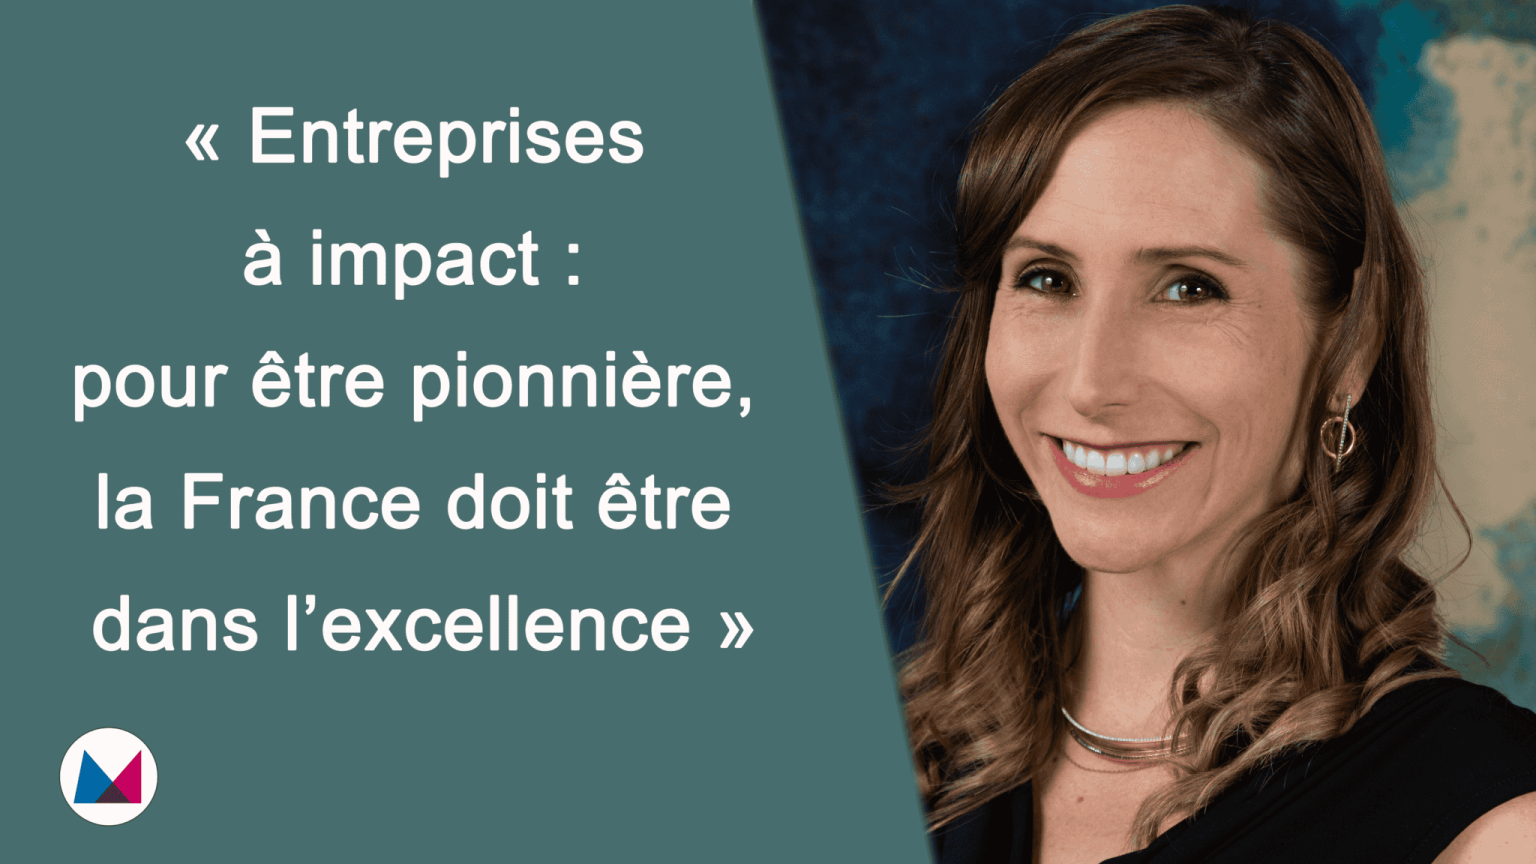 « Entreprises
à impact :
pour être pionnière,
la France doit être
dans l’excellence »